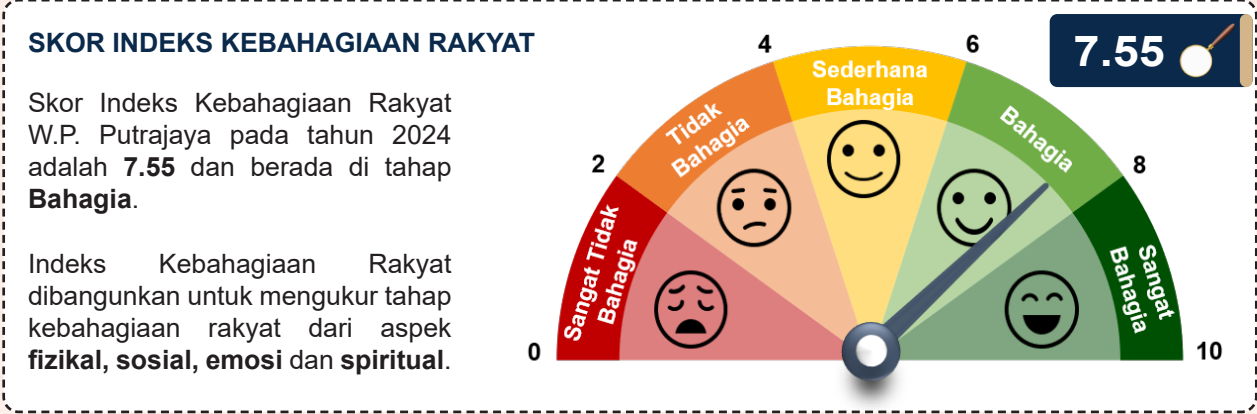 SKOR INDEKS KEBAHAGIAAN RAKYAT
Skor Indeks Kebahagiaan Rakyat
W.P. Putrajaya pada tahun 2024
adalah 7.55 dan berada di tahap
Bahagia.
Indeks Kebahagiaan Rakyat
dibangunkan untuk mengukur tahap
kebahagiaan rakyat dari aspek
fizikal, sosial, emosi dan spiritual.
0
Sangat Tidak
Bahagia
2
Tidak
Bahagia
4
Sederhana
Bahagia
6
Bahagia
8
Sangat
Bahagia
10
7.55